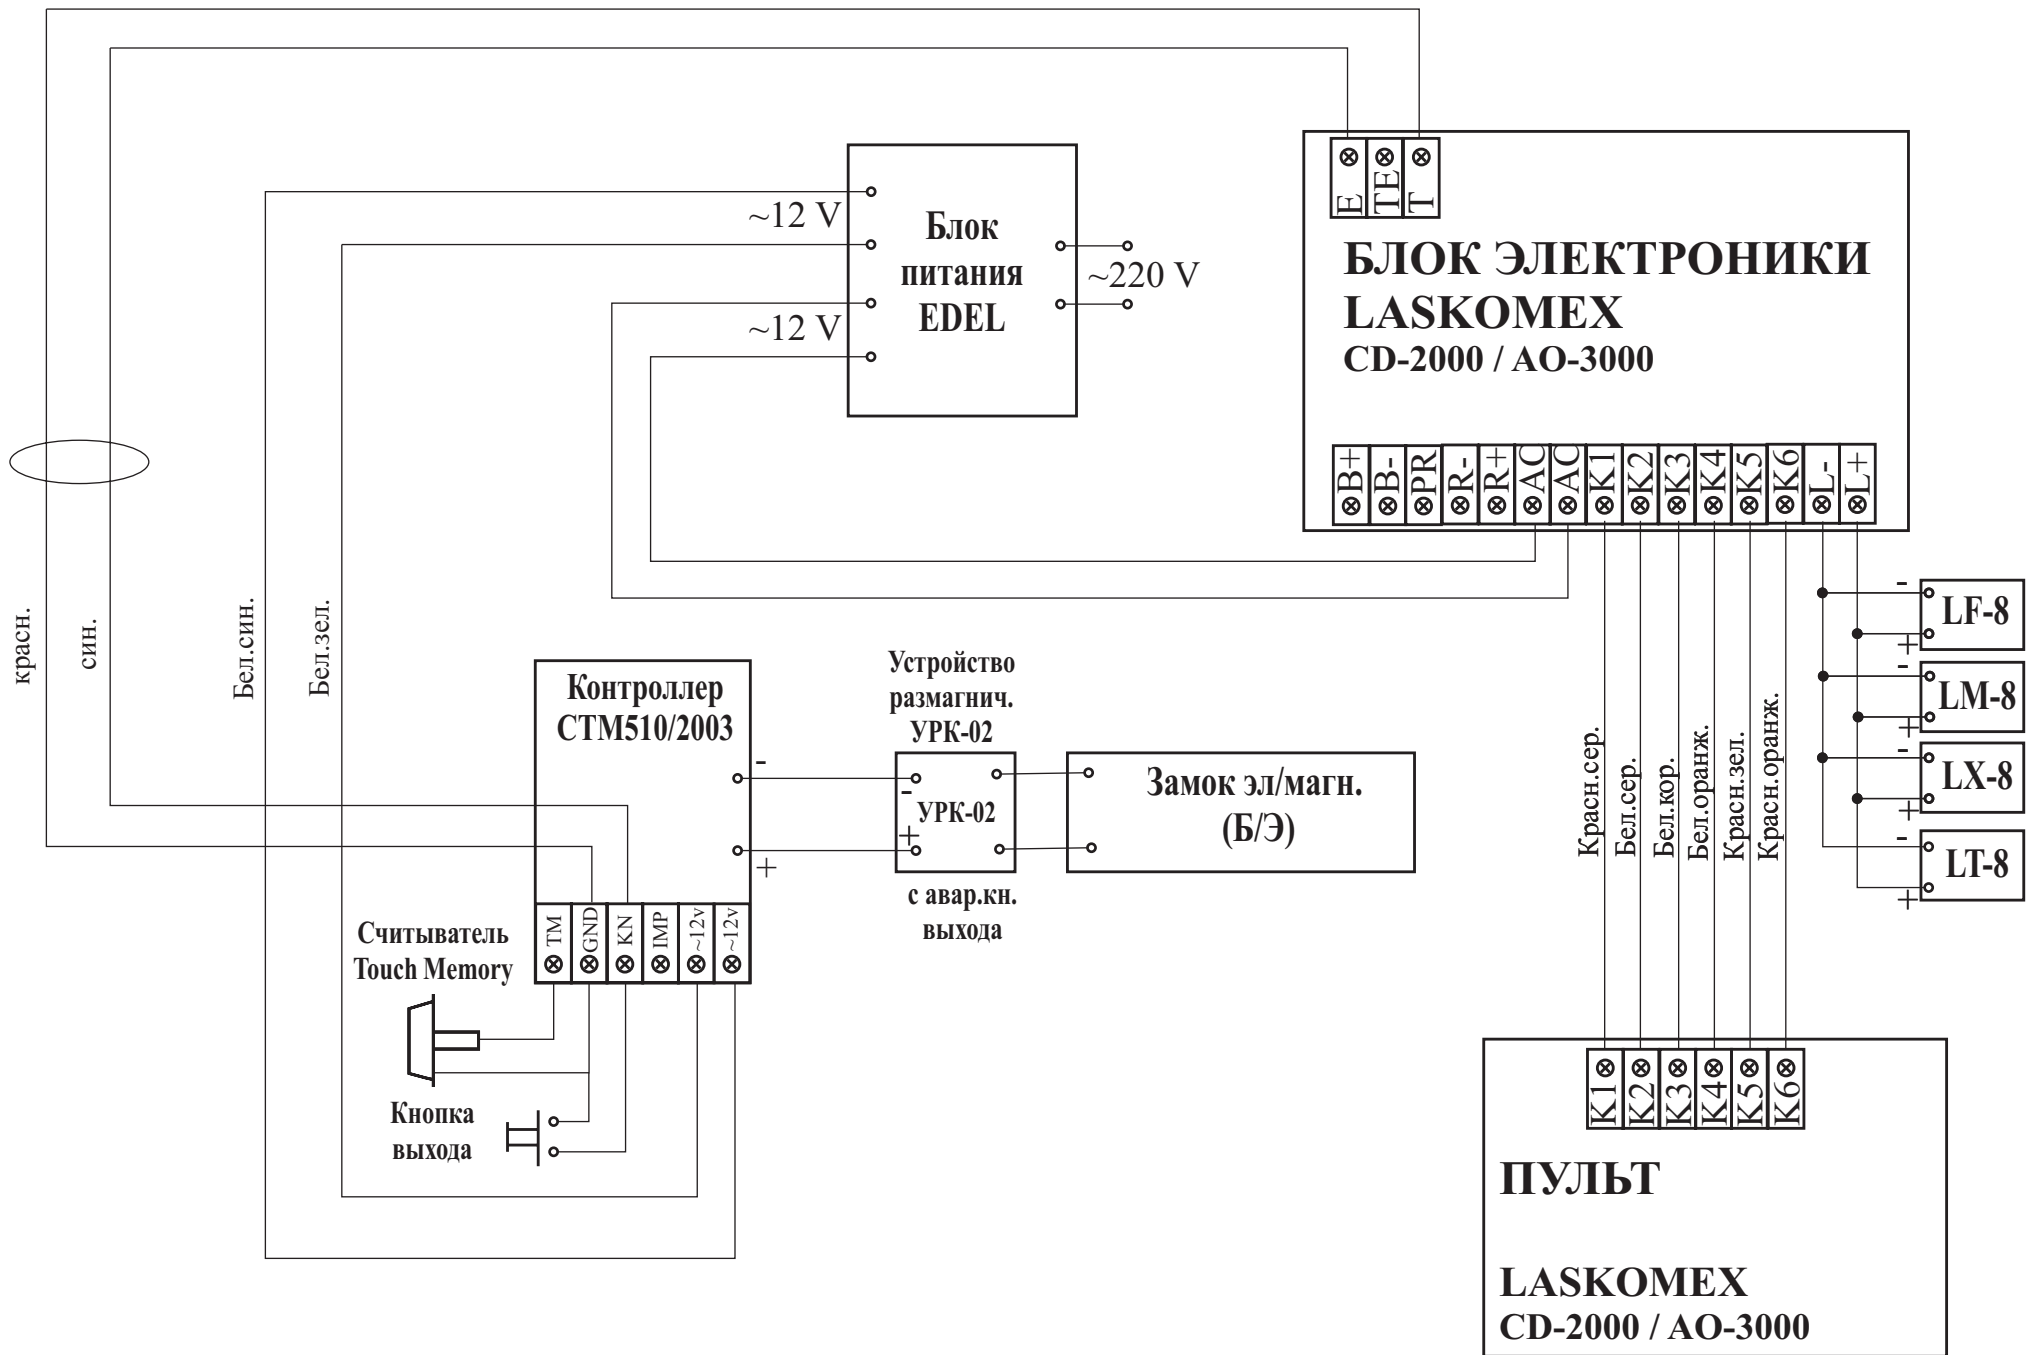 E
TE
T
~12 V
~12 V
Блок
питания
EDEL
~220 V
БЛОК ЭЛЕКТРОНИКИ
LASKOMEX
CD-2000 / АО-3000
B+
B-
PR
R-
R+
AC
AC
K1
K2
K3
K4
K5
K6
L-
L+
красн.
син.
Бел.син.
Бел.зел.
-
LF-8
+
-
LM-8
+
-
LX-8
+
-
LT-8
+
Контроллер
СТМ510/2003
-
+
Устройство
размагнич.
УРК-02
-
УРК-02
+
с авар.кн.
выхода
Замок эл/магн.
(Б/Э)
Красн.сер.
Бел.сер.
Бел.кор.
Бел.оранж.
Красн.зел.
Красн.оранж.
TM
GND
KN
IMP
~12v
~12v
Считыватель
Touch Memory
Кнопка
выхода
K1
K2
K3
K4
K5
K6
ПУЛЬТ
LASKOMEX
CD-2000 / АО-3000